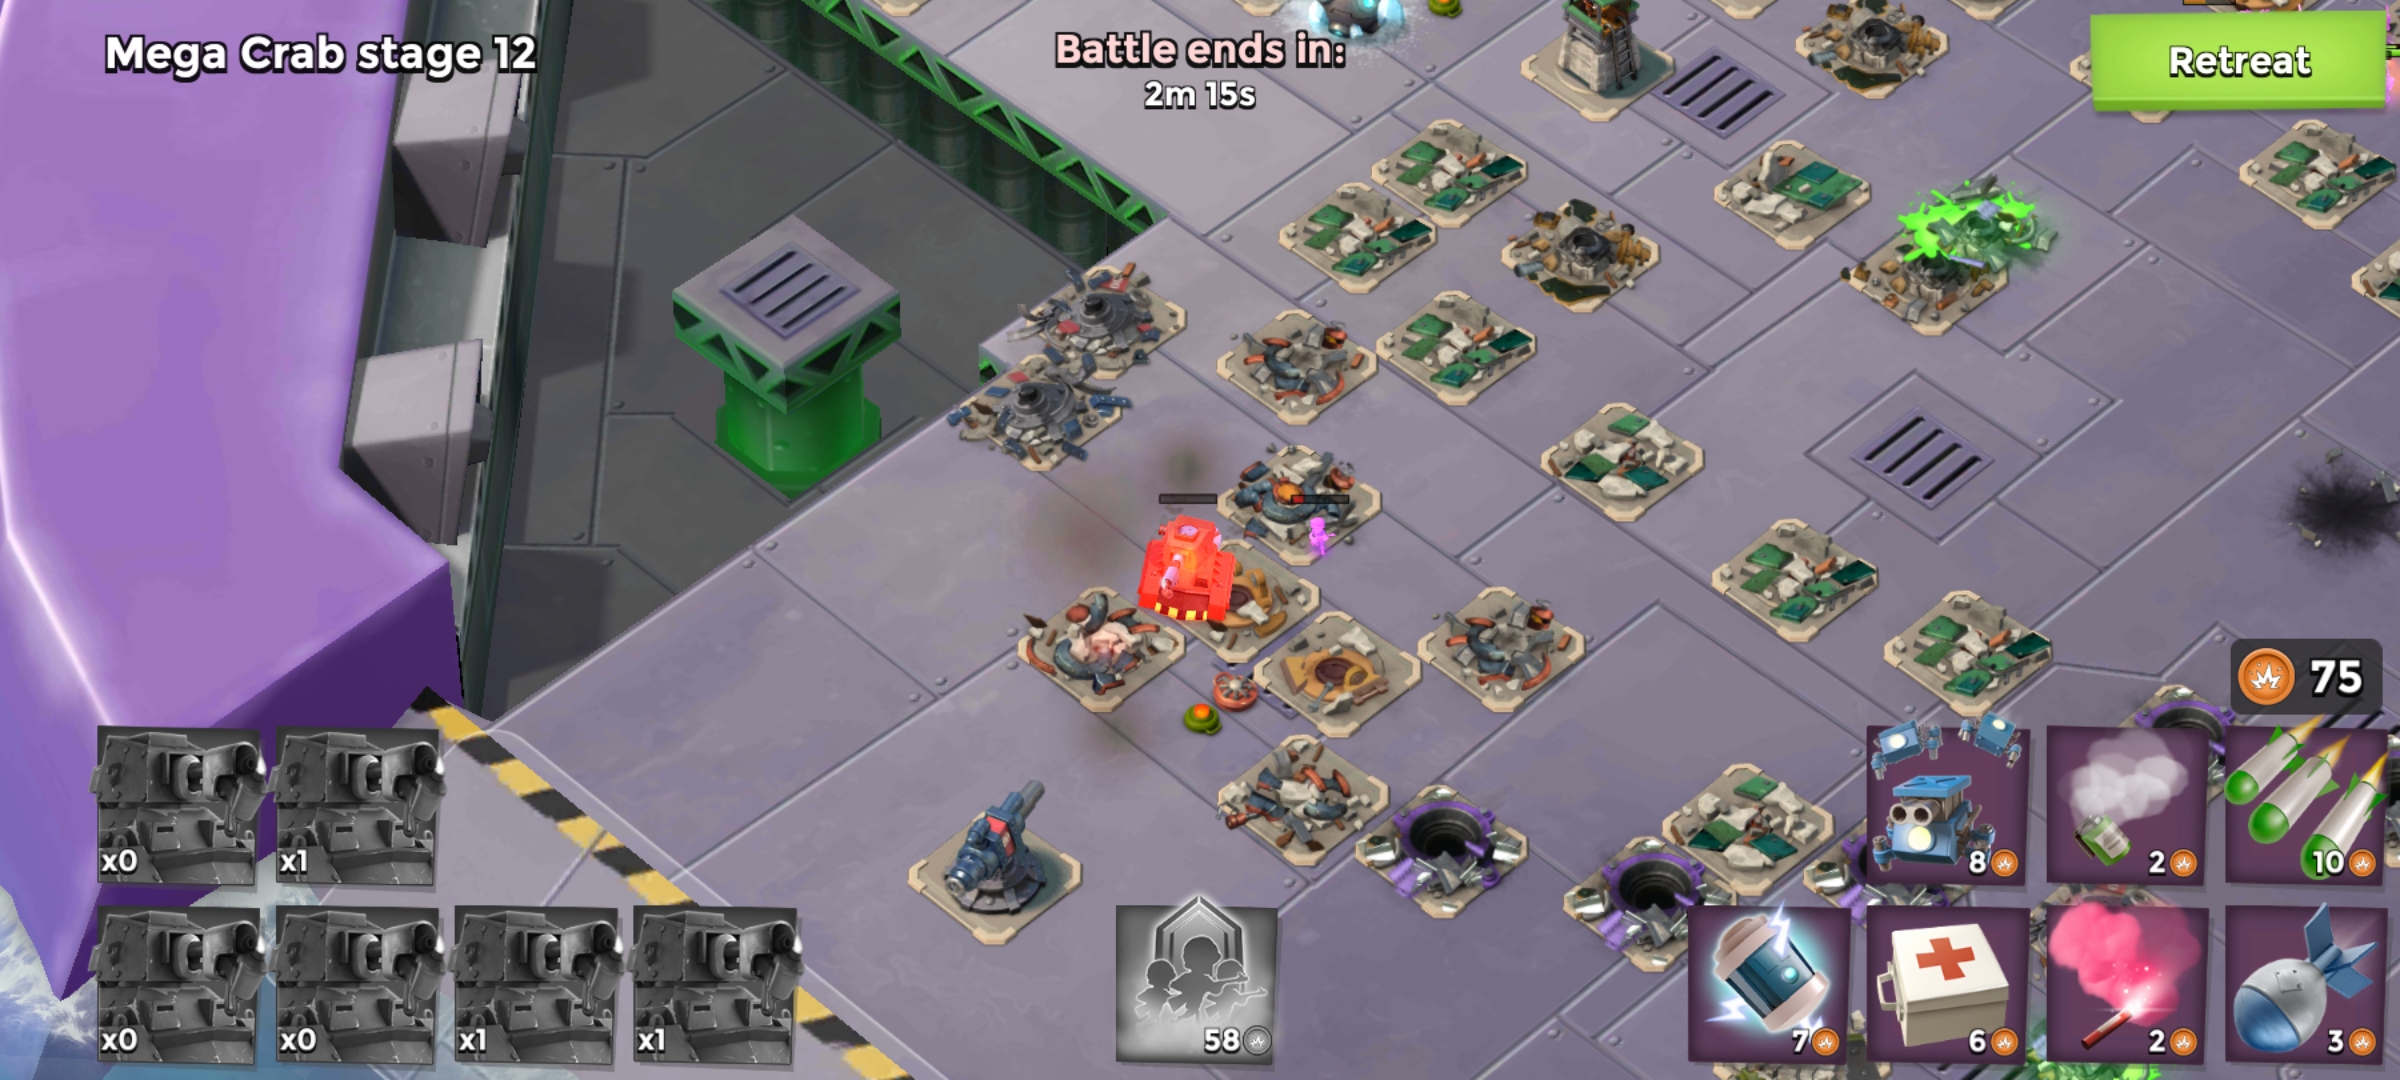 Mega Crab stage 12
Battle ends in:
2m 15s
Retreat
75
x0
x1
8
2
10
x0
x0
x1
x1
58
7
6
2
3